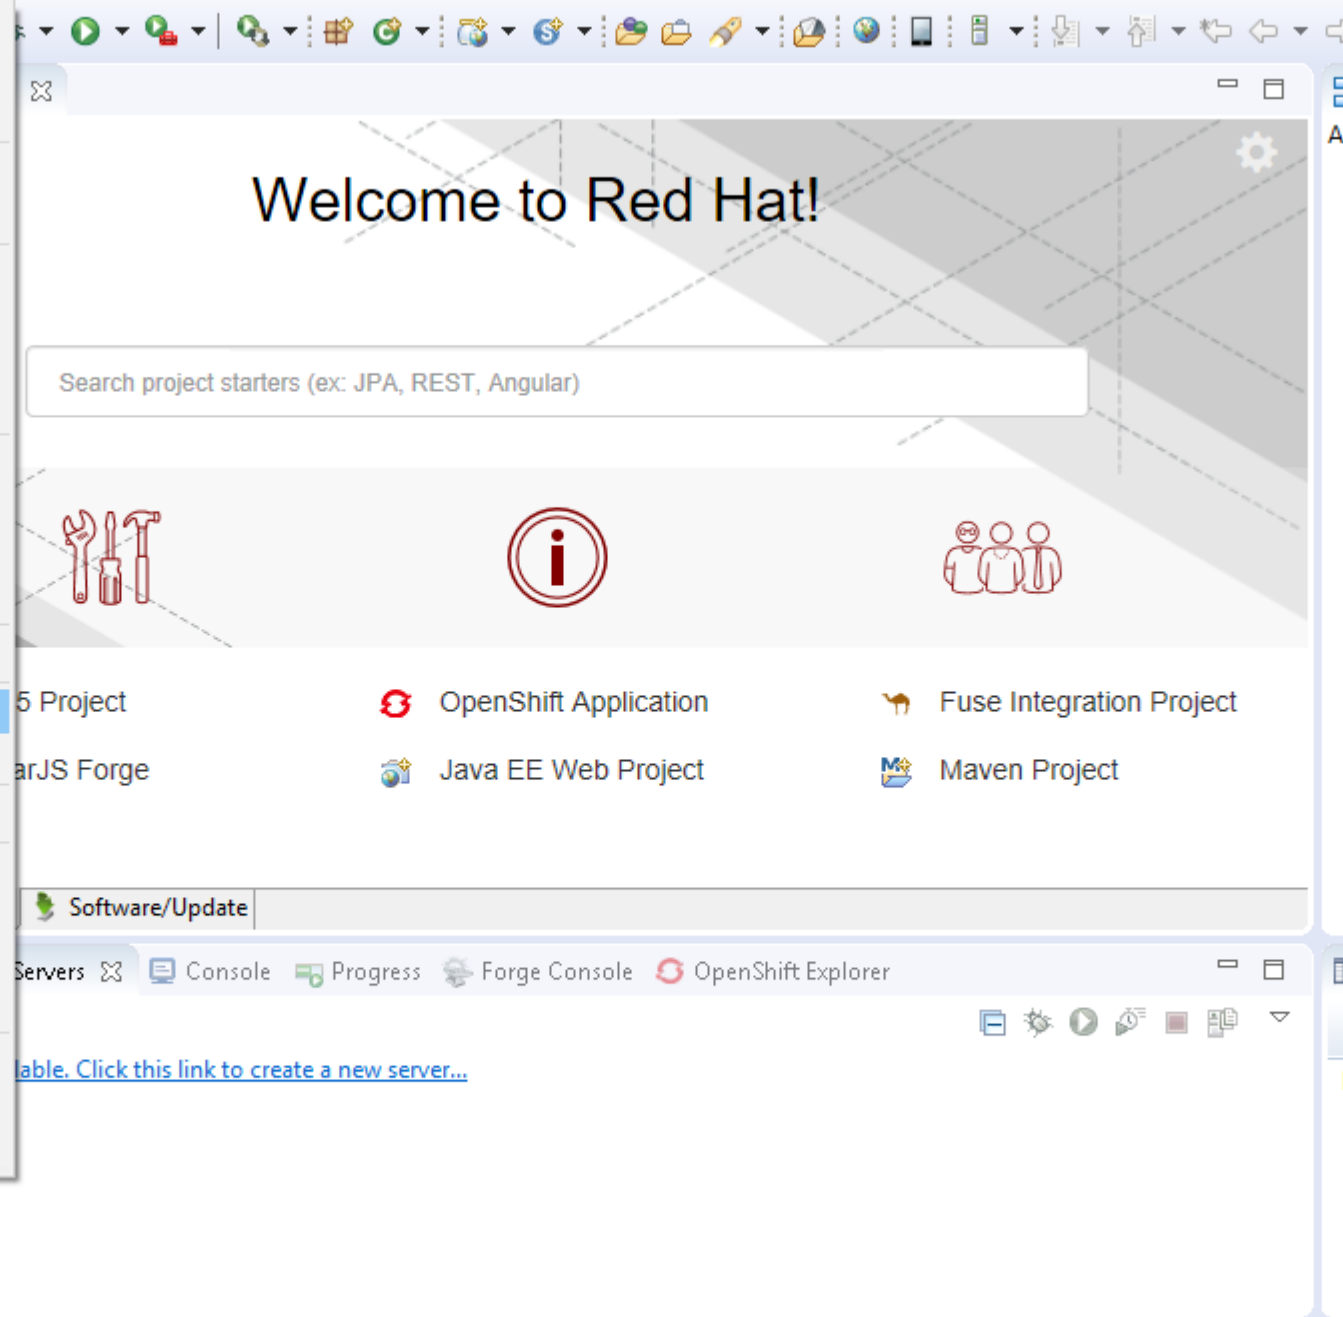 Welcome to Red Hat!
Search project starters (ex: JPA, REST, Angular)
5 Project
OpenShift Application
Fuse Integration Project
arJS Forge
Java EE Web Project
Maven Project
Software/Update
Servers
Console
Progress
Forge Console
OpenShift Explorer
lable. Click this link to create a new server...